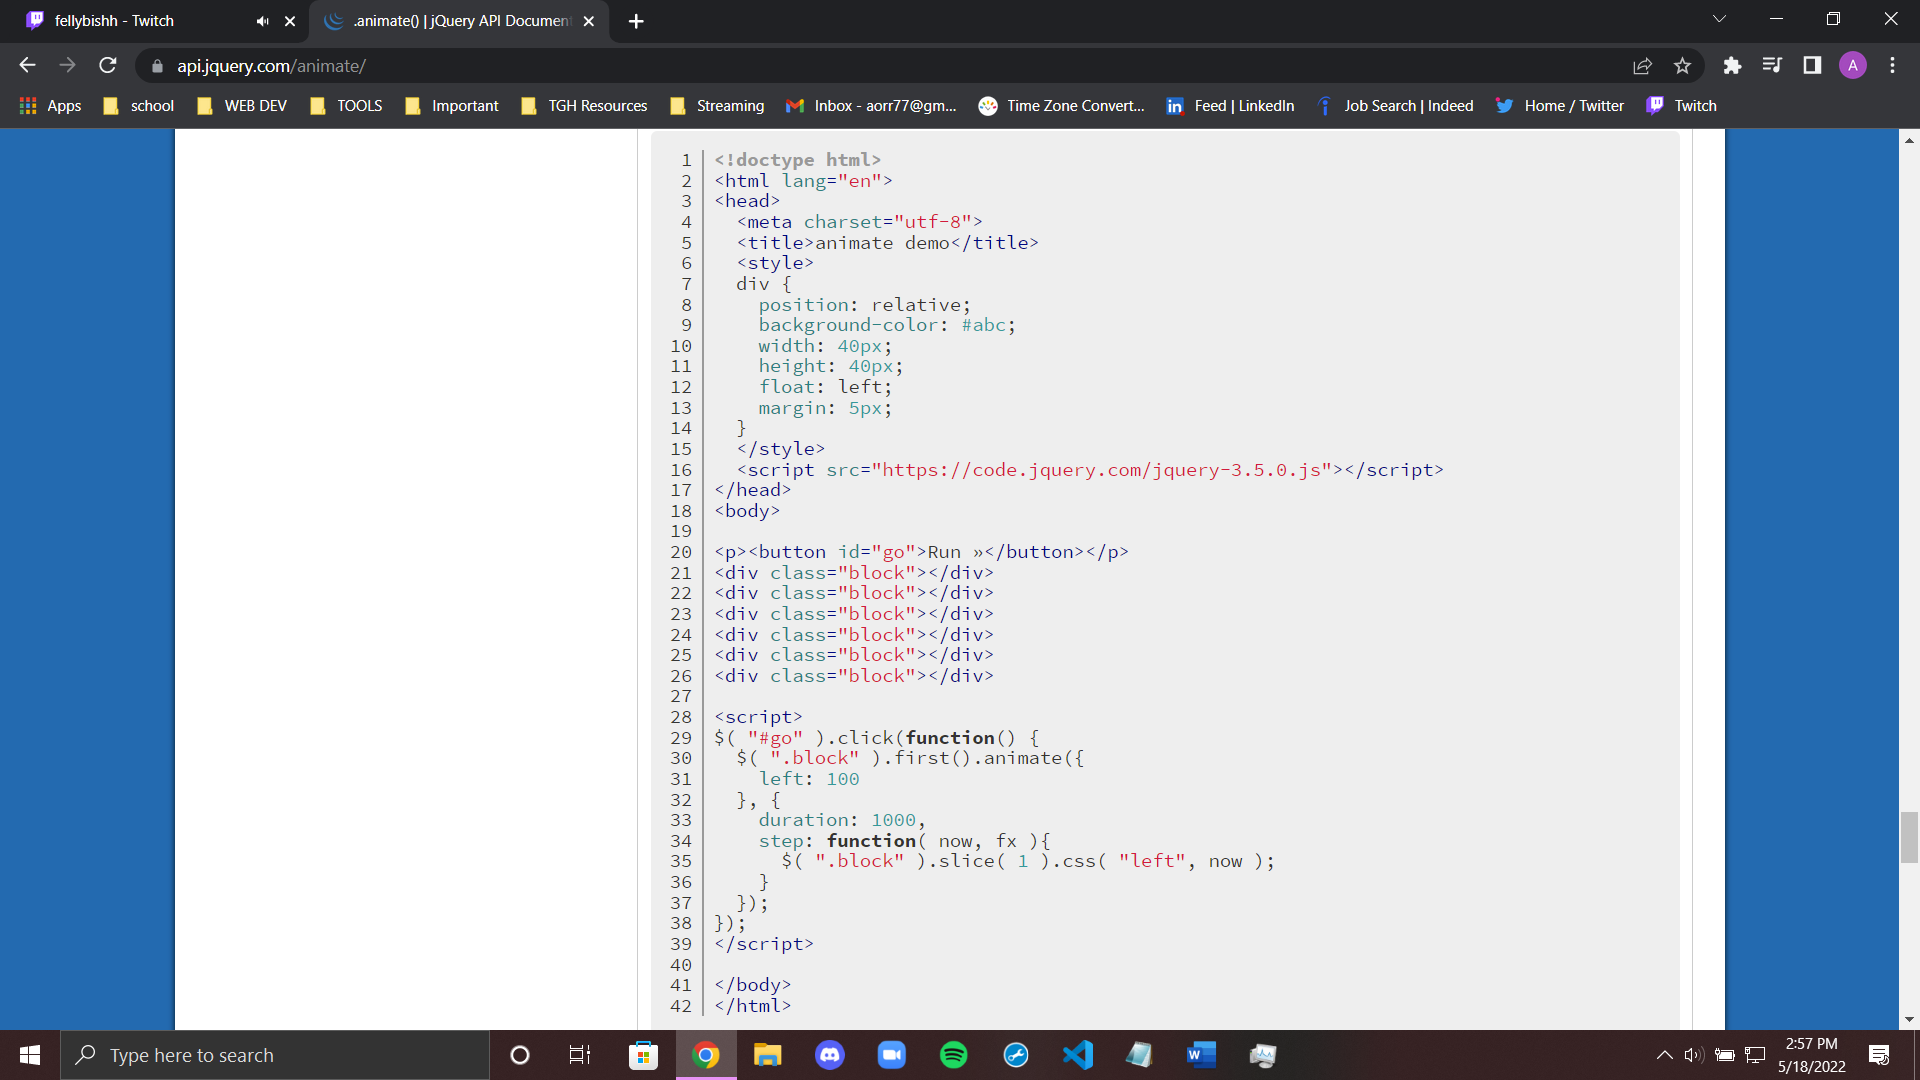 fellybishh - Twitch
.animate() | jQuery API Document
api.jquery.com/animate/
A
Apps school WEB DEV TOOLS Important TGH Resources Streaming Inbox - aorr77@gm... Time Zone Convert... Feed | LinkedIn Job Search | Indeed Home / Twitter Twitch
1 <!doctype html>
2 <html lang="en">
3 <head>
4 <meta charset="utf-8">
5 <title>animate demo</title>
6 <style>
7 div {
8 position: relative;
9 background-color: #abc;
10 width: 40px;
11 height: 40px;
12 float: left;
13 margin: 5px;
14 }
15 </style>
16 <script src="https://code.jquery.com/jquery-3.5.0.js"></script>
17 </head>
18 <body>
19
20 <p><button id="go">Run »</button></p>
21 <div class="block"></div>
22 <div class="block"></div>
23 <div class="block"></div>
24 <div class="block"></div>
25 <div class="block"></div>
26 <div class="block"></div>
27
28 <script>
29 $( "#go" ).click(function() {
30 $( ".block" ).first().animate({
31 left: 100
32 }, {
33 duration: 1000,
34 step: function( now, fx ){
35 $( ".block" ).slice( 1 ).css( "left", now );
36 }
37 });
38 });
39 </script>
40
41 </body>
42 </html>
Type here to search
2:57 PM
5/18/2022